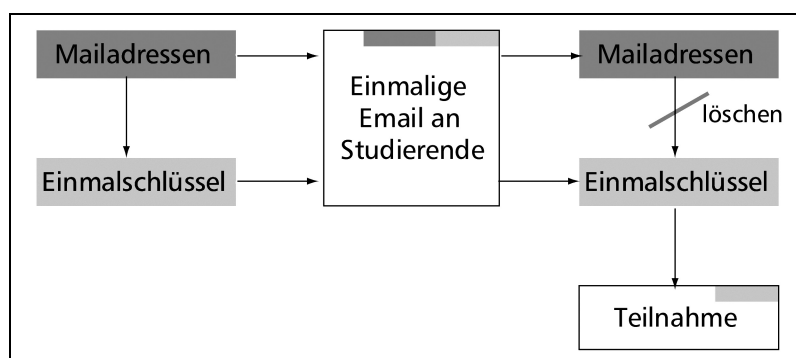 Mailadressen
Einmalige
Email an
Studierende
Mailadressen
löschen
Einmalschlüssel
Einmalschlüssel
Teilnahme